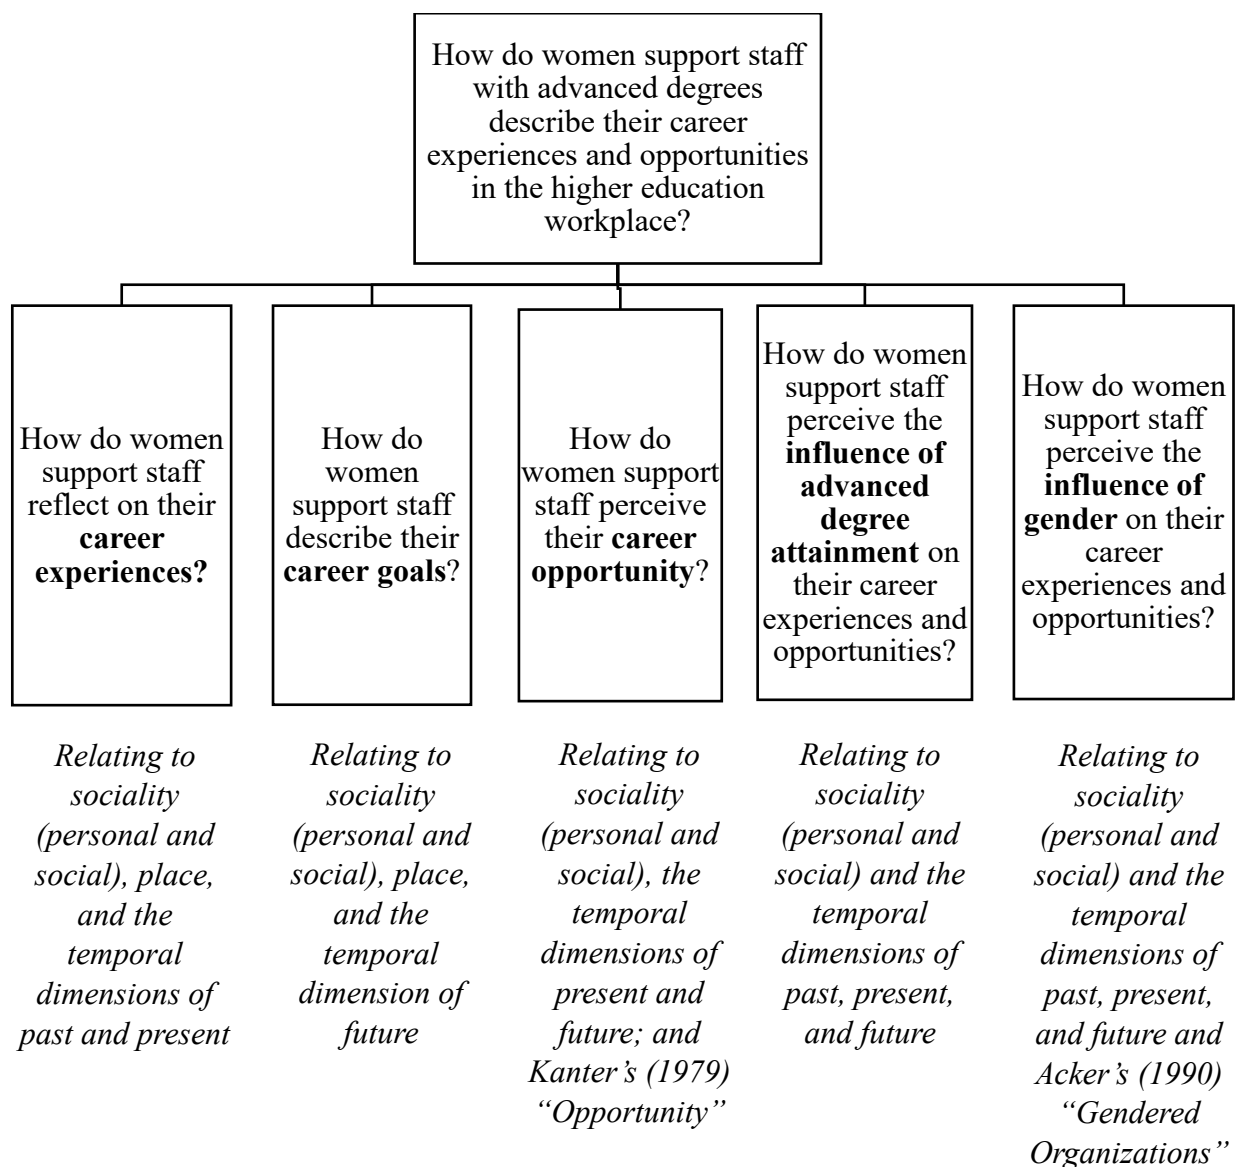 How do women support staff
with advanced degrees
describe their career
experiences and opportunities
in the higher education
workplace?
How do women
support staff
reflect on their
career
experiences?
How do
women
support staff
describe their
career goals?
How do
women support
staff perceive
their career
opportunity?
How do women
support staff
perceive the
influence of
advanced
degree
attainment on
their career
experiences and
opportunities?
How do women
support staff
perceive the
influence of
gender on their
career
experiences and
opportunities?
Relating to
sociality
(personal and
social), place,
and the
temporal
dimensions of
past and present
Relating to
sociality
(personal and
social), place,
and the
temporal
dimension of
future
Relating to
sociality
(personal and
social), the
temporal
dimensions of
present and
future; and
Kanter’s (1979)
“Opportunity”
Relating to
sociality
(personal and
social) and the
temporal
dimensions of
past, present,
and future
Relating to
sociality
(personal and
social) and the
temporal
dimensions of
past, present,
and future and
Acker’s (1990)
“Gendered
Organizations”